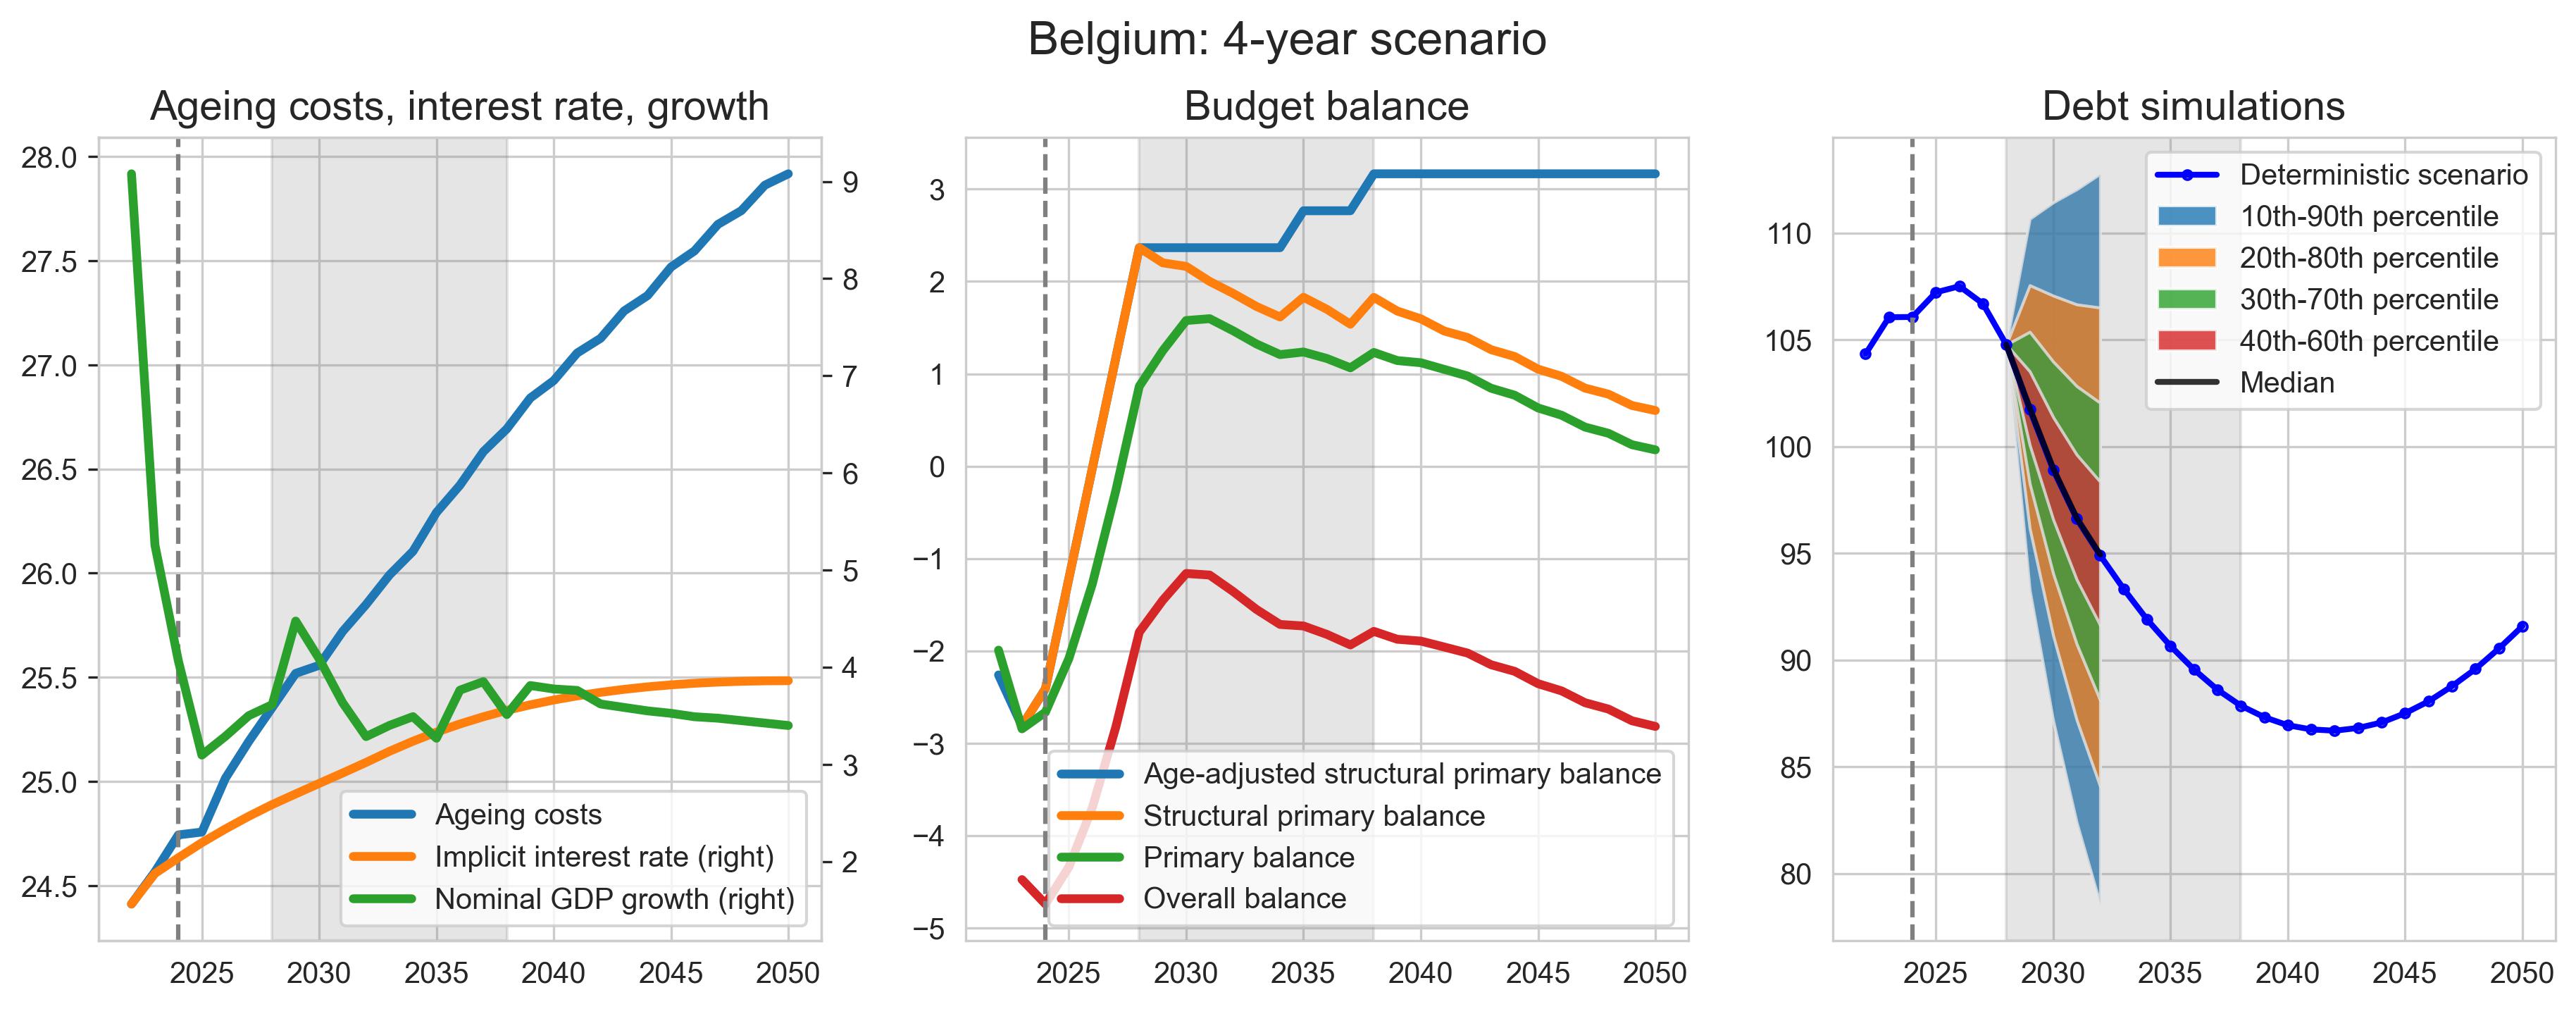 Belgium: 4-year scenario
Ageing costs, interest rate, growth
28.0
27.5
27.0
26.5
26.0
25.5
25.0
24.5
9
8
7
6
5
4
3
2
Ageing costs
Implicit interest rate (right)
Nominal GDP growth (right)
2025 2030 2035 2040 2045 2050
Budget balance
3
2
1
0
−1
−2
−3
−4
−5
Age-adjusted structural primary balance
Structural primary balance
Primary balance
Overall balance
2025 2030 2035 2040 2045 2050
Debt simulations
110
105
100
95
90
85
80
Deterministic scenario
10th-90th percentile
20th-80th percentile
30th-70th percentile
40th-60th percentile
Median
2025 2030 2035 2040 2045 2050